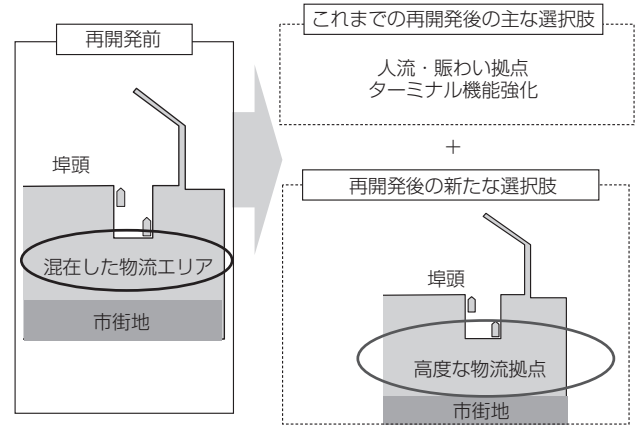 再開発前
埠頭
混在した物流エリア
市街地
これまでの再開発後の主な選択肢
人流・賑わい拠点
ターミナル機能強化
+
再開発後の新たな選択肢
埠頭
高度な物流拠点
市街地